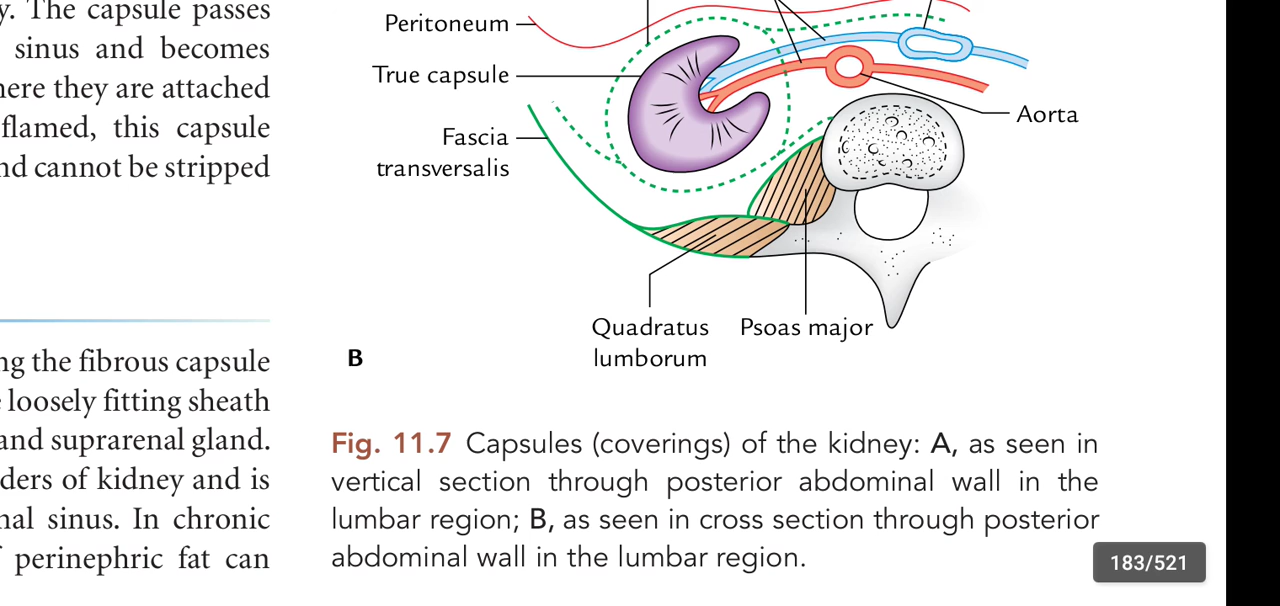 y. The capsule passes
sinus and becomes
here they are attached
flamed, this capsule
nd cannot be stripped
ng the fibrous capsule
loosely fitting sheath
and suprarenal gland.
ders of kidney and is
nal sinus. In chronic
perinephric fat can
Peritoneum
True capsule
Fascia
transversalis
Aorta
Quadratus
lumborum
Psoas major
B
Fig. 11.7 Capsules (coverings) of the kidney: A, as seen in
vertical section through posterior abdominal wall in the
lumbar region; B, as seen in cross section through posterior
abdominal wall in the lumbar region.
183/521